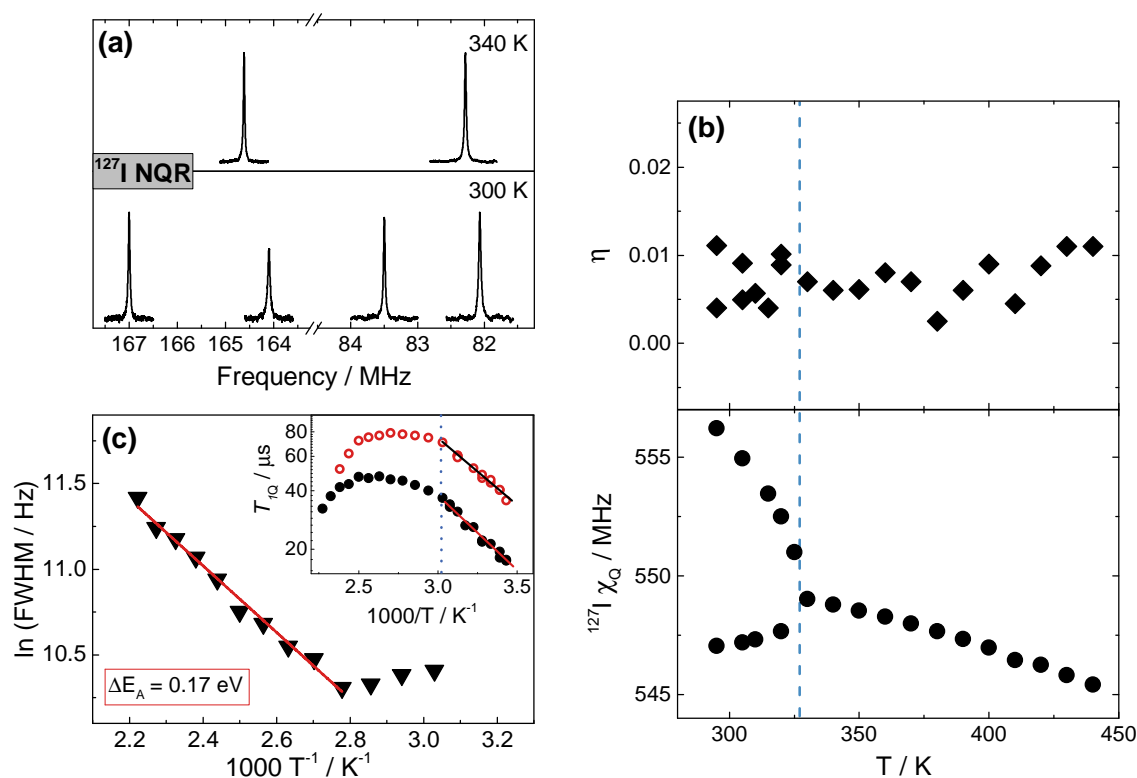 (a)
340 K
¹²⁷I NQR
300 K
167 166 165 164 84 83 82
Frequency / MHz
(b)
0.02
0.01
0.00
η
555
550
545
¹²⁷I χ_Q / MHz
300 350 400 450
T / K
(c)
11.5
11.0
10.5
ln (FWHM / Hz)
ΔE_A = 0.17 eV
2.2 2.4 2.6 2.8 3.0 3.2
1000 T⁻¹ / K⁻¹
80
60
40
20
T_1Q / μs
2.5 3.0 3.5
1000/T / K⁻¹